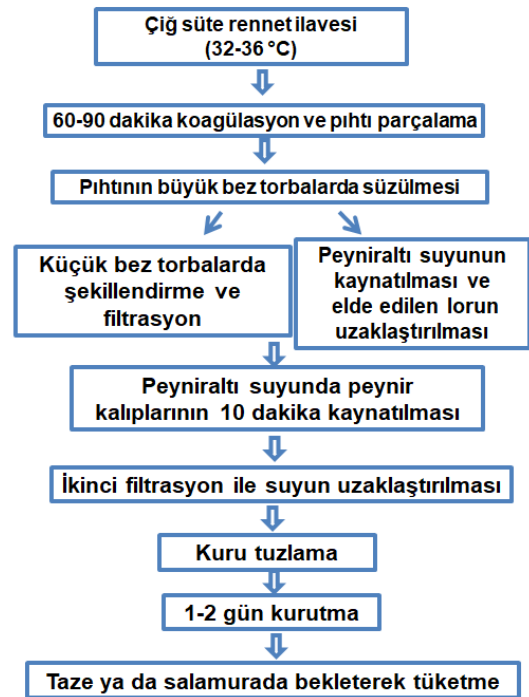 Çiğ süte rennet ilavesi
(32-36 °C)
60-90 dakika koagülasyon ve pıhtı parçalama
Pıhtının büyük bez torbalarda süzülmesi
Küçük bez torbalarda
şekillendirme ve
filtrasyon
Peyniraltı suyunun
kaynatılması ve
elde edilen lorun
uzaklaştırılması
Peyniraltı suyunda peynir
kalıplarının 10 dakika kaynatılması
İkinci filtrasyon ile suyun uzaklaştırılması
Kuru tuzlama
1-2 gün kurutma
Taze ya da salamurada bekleterek tüketme